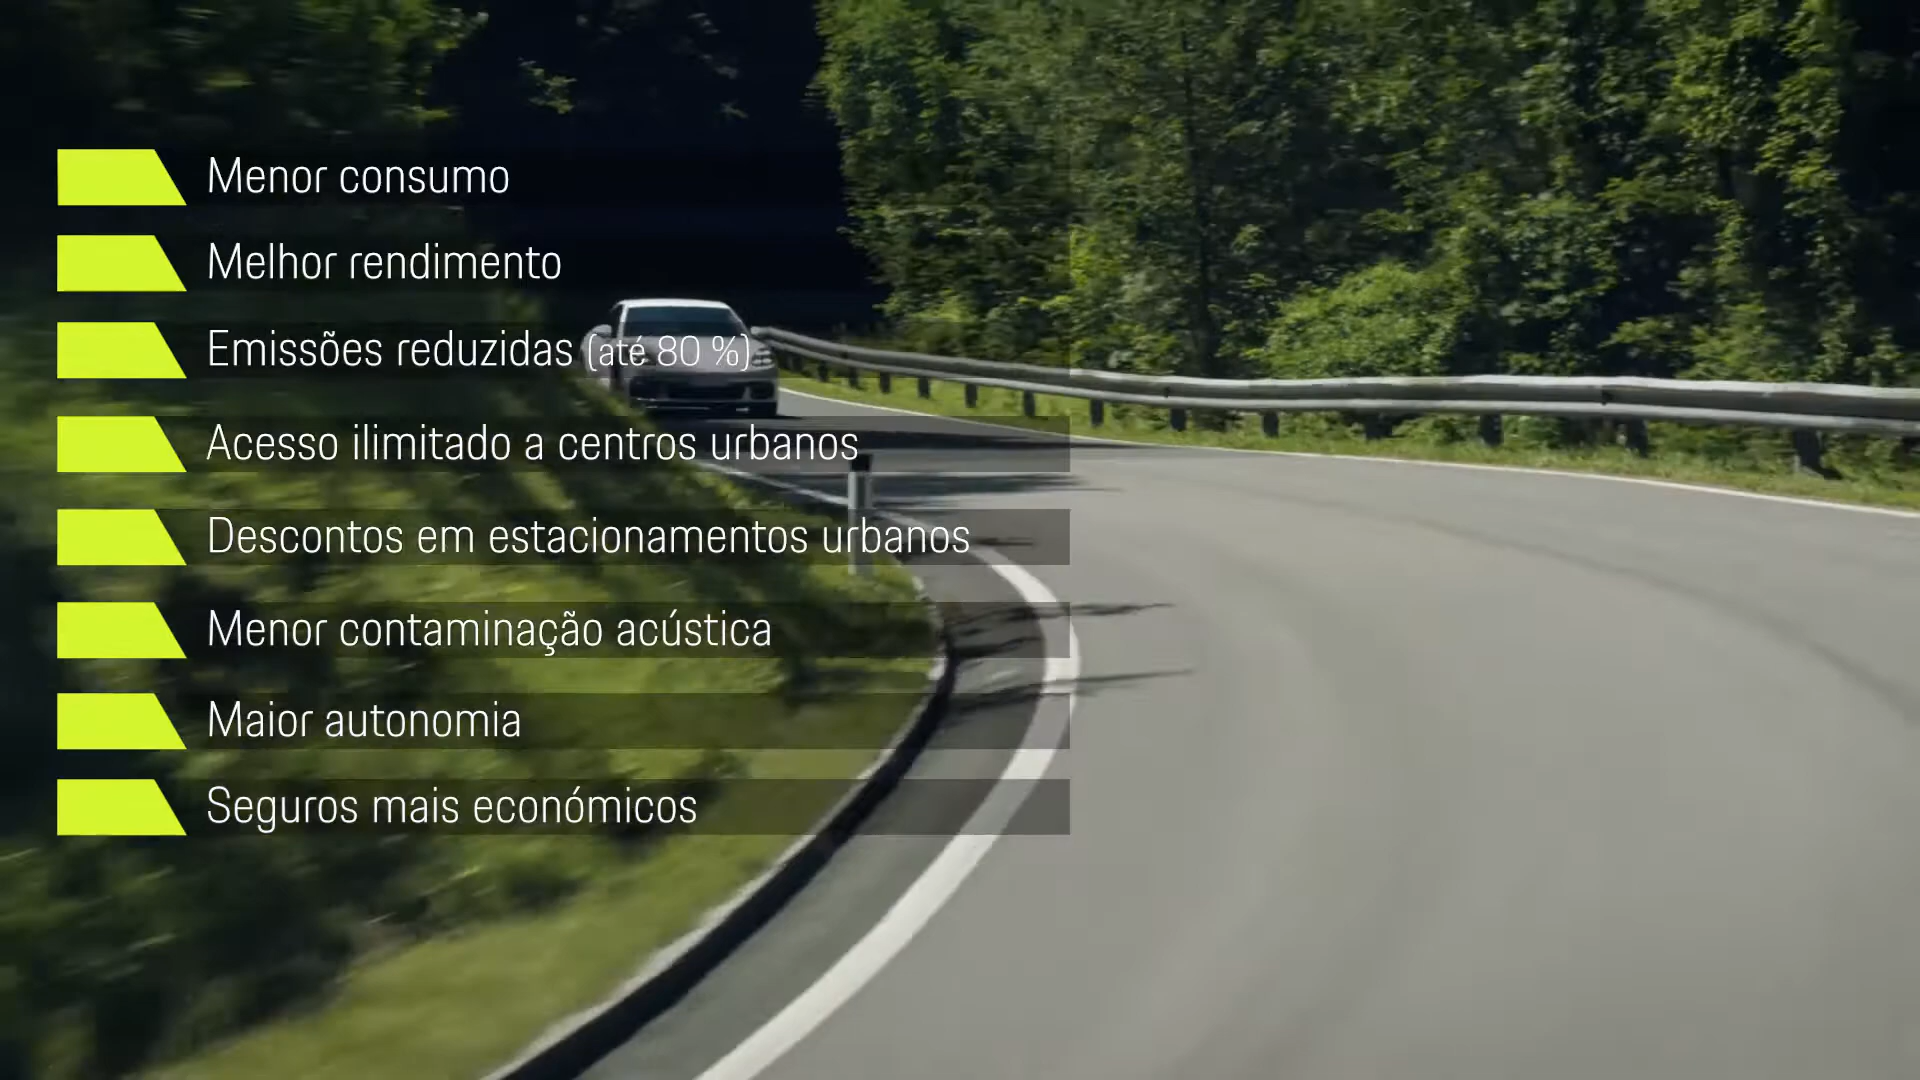 Menor consumo
Melhor rendimento
Emissões reduzidas (até 80 %)
Acesso ilimitado a centros urbanos
Descontos em estacionamentos urbanos
Menor contaminação acústica
Maior autonomia
Seguros mais económicos